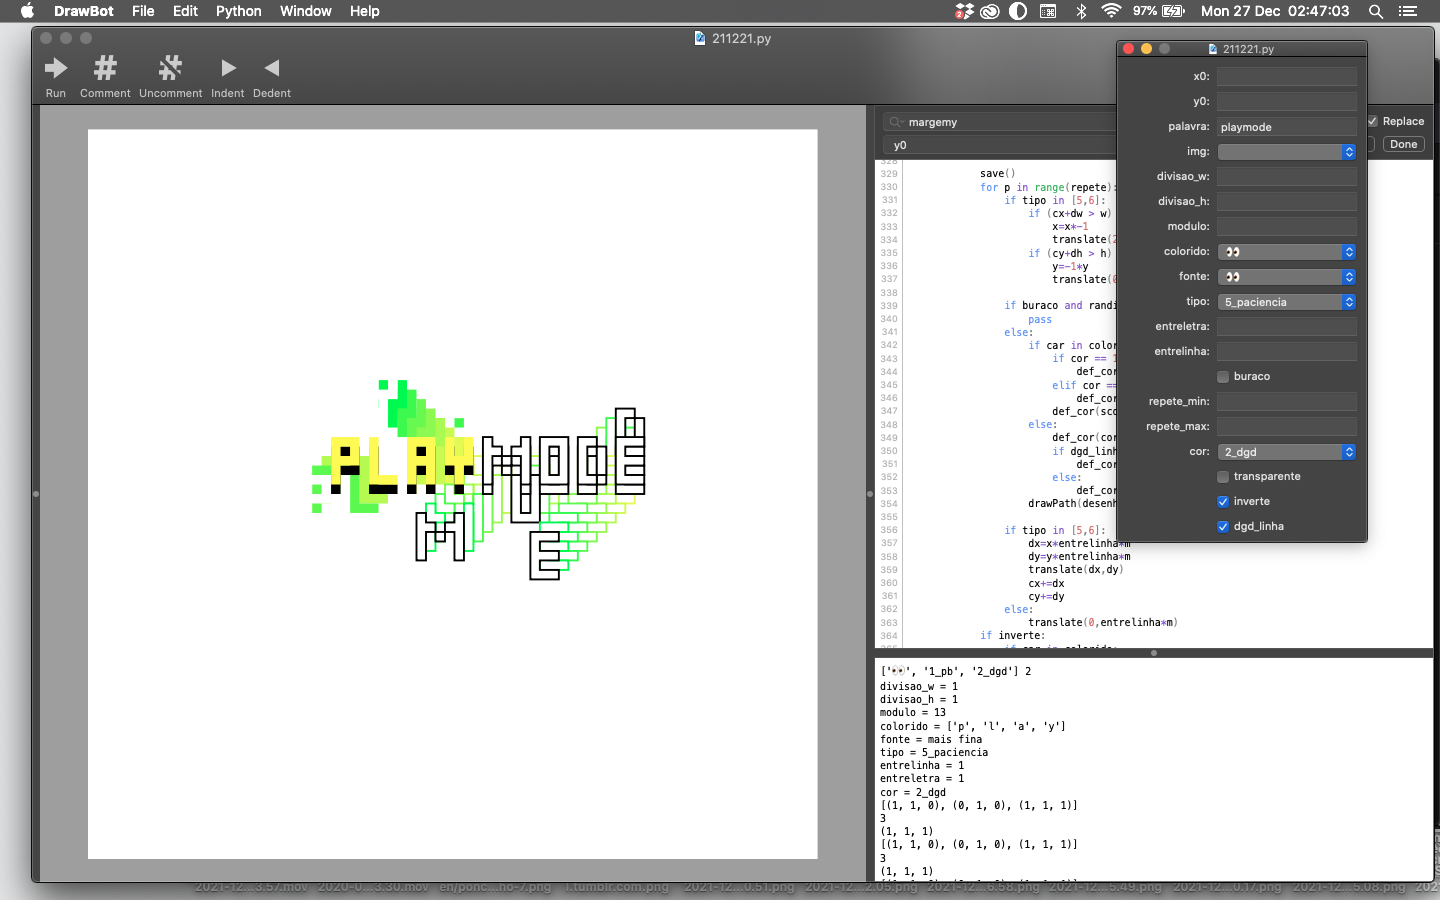 DrawBot File Edit Python Window Help 97% Mon 27 Dec 02:47:03
211221.py
Run Comment Uncomment Indent Dedent
PLAYMODE
M
E
margemy
Replace
y0
Done
328
329 save()
330 for p in range(repete):
331 if tipo in [5,6]:
332 if (cx+dw > w)
333 x=x*-1
334 translate(2
335 if (cy+dh > h)
336 y=-1*y
337 translate(0
338
339 if buraco and randi
340 pass
341 else:
342 if car in color
343 if cor == 1
344 def_cor
345 elif cor ==
346 def_cor
347 def_cor(sco
348 else:
349 def_cor(cor
350 if dgd_linh
351 def_cor
352 else:
353 def_cor
354 drawPath(desenh
355
356 if tipo in [5,6]:
357 dx=x*entrelinha*m
358 dy=y*entrelinha*m
359 translate(dx,dy)
360 cx+=dx
361 cy+=dy
362 else:
363 translate(0,entrelinha*m)
364 if inverte:
211221.py
x0:
y0:
palavra: playmode
img:
divisao_w:
divisao_h:
modulo:
colorido: 👀
fonte: 👀
tipo: 5_paciencia
entreletra:
entrelinha:
buraco
repete_min:
repete_max:
cor: 2_dgd
transparente
inverte
dgd_linha
['👀', '1_pb', '2_dgd'] 2
divisao_w = 1
divisao_h = 1
modulo = 13
colorido = ['p', 'l', 'a', 'y']
fonte = mais fina
tipo = 5_paciencia
entrelinha = 1
entreletra = 1
cor = 2_dgd
[(1, 1, 0), (0, 1, 0), (1, 1, 1)]
3
(1, 1, 1)
[(1, 1, 0), (0, 1, 0), (1, 1, 1)]
3
(1, 1, 1)
2021-12...3.57.mov 2020-0...3.30.mov en/ponc...ho-7.png 2021-12...0.51.png 2021-12...2.05.png 2021-12...6.58.png 2021-12...5.49.png 2021-12...0.17.png 2021-12...5.08.png